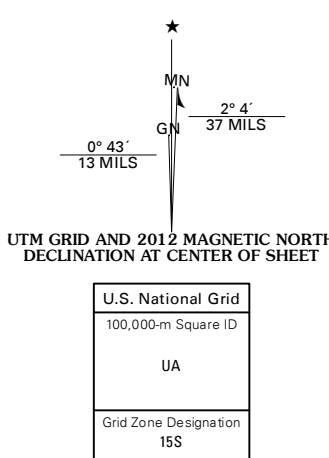 ★
MN
GN
2° 4´
37 MILS
0° 43´
13 MILS
UTM GRID AND 2012 MAGNETIC NORTH
DECLINATION AT CENTER OF SHEET
U.S. National Grid
100,000-m Square ID
UA
Grid Zone Designation
15S